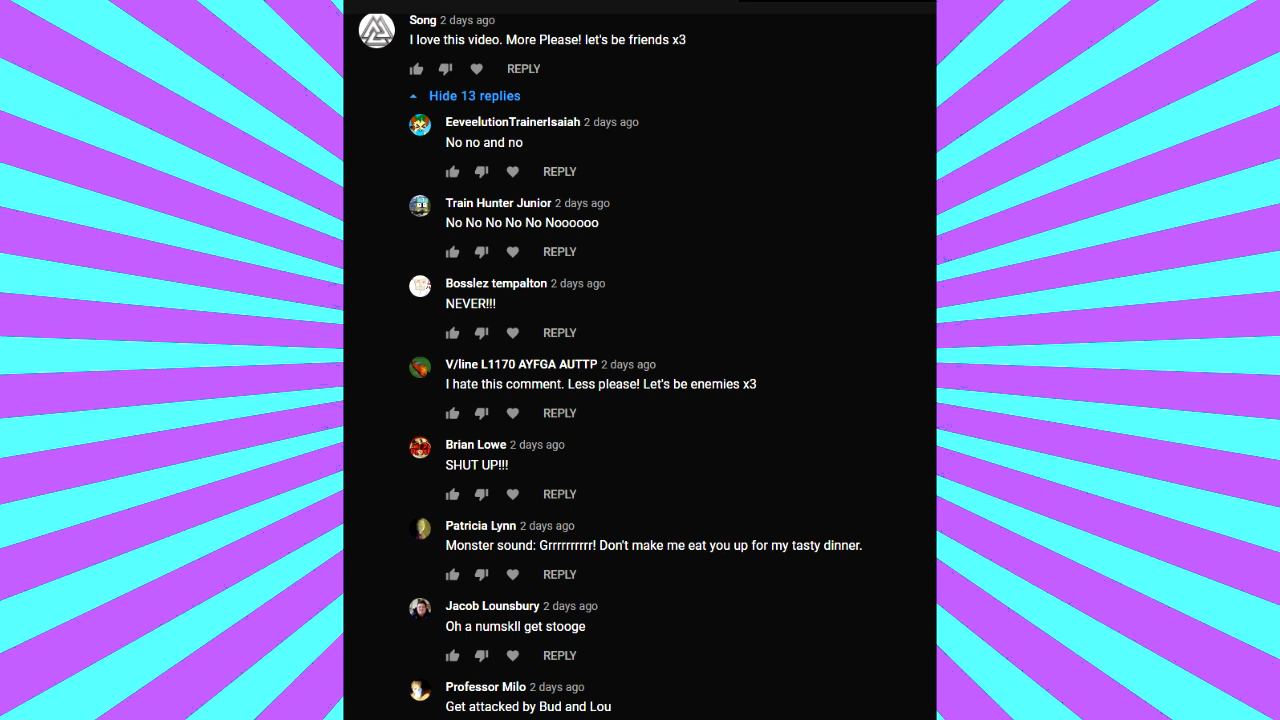 Song 2 days ago
I love this video. More Please! let's be friends x3
REPLY
Hide 13 replies
EeveelutionTrainerIsaiah 2 days ago
No no and no
REPLY
Train Hunter Junior 2 days ago
No No No No No Noooooo
REPLY
Bosslez tempalton 2 days ago
NEVER!!!
REPLY
V/line L1170 AYFGA AUTTP 2 days ago
I hate this comment. Less please! Let's be enemies x3
REPLY
Brian Lowe 2 days ago
SHUT UP!!!
REPLY
Patricia Lynn 2 days ago
Monster sound: Grrrrrrrrrr! Don't make me eat you up for my tasty dinner.
REPLY
Jacob Lounsbury 2 days ago
Oh a numskll get stooge
REPLY
Professor Milo 2 days ago
Get attacked by Bud and Lou